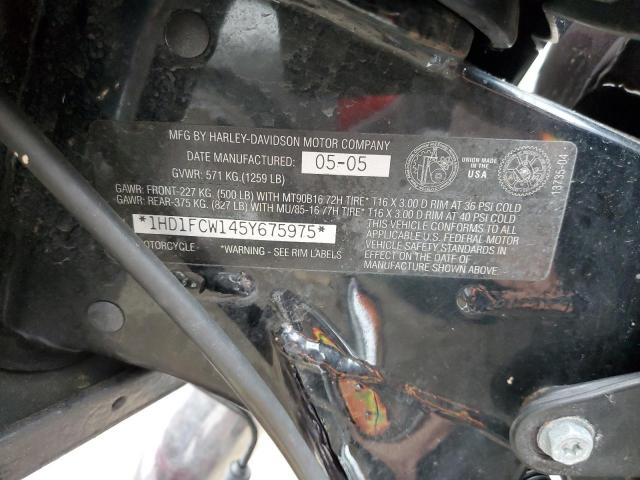 MFG BY HARLEY-DAVIDSON MOTOR COMPANY
DATE MANUFACTURED: 05-05
GVWR: 571 KG.(1259 LB)
GAWR: FRONT-227 KG. (500 LB) WITH MT90B16 72H TIRE* T16 X 3.00 D RIM AT 36 PSI COLD
GAWR: REAR-375 KG. (827 LB) WITH MU/85-16 77H TIRE* T16 X 3.00 D RIM AT 40 PSI COLD
*1HD1FCW145Y675975*
THIS VEHICLE CONFORMS TO ALL
APPLICABLE U.S. FEDERAL MOTOR
VEHICLE SAFETY STANDARDS IN
EFFECT ON THE DATE OF
MANUFACTURE SHOWN ABOVE
MOTORCYCLE
*WARNING - SEE RIM LABELS
UNION MADE
IN THE
USA
13735-04